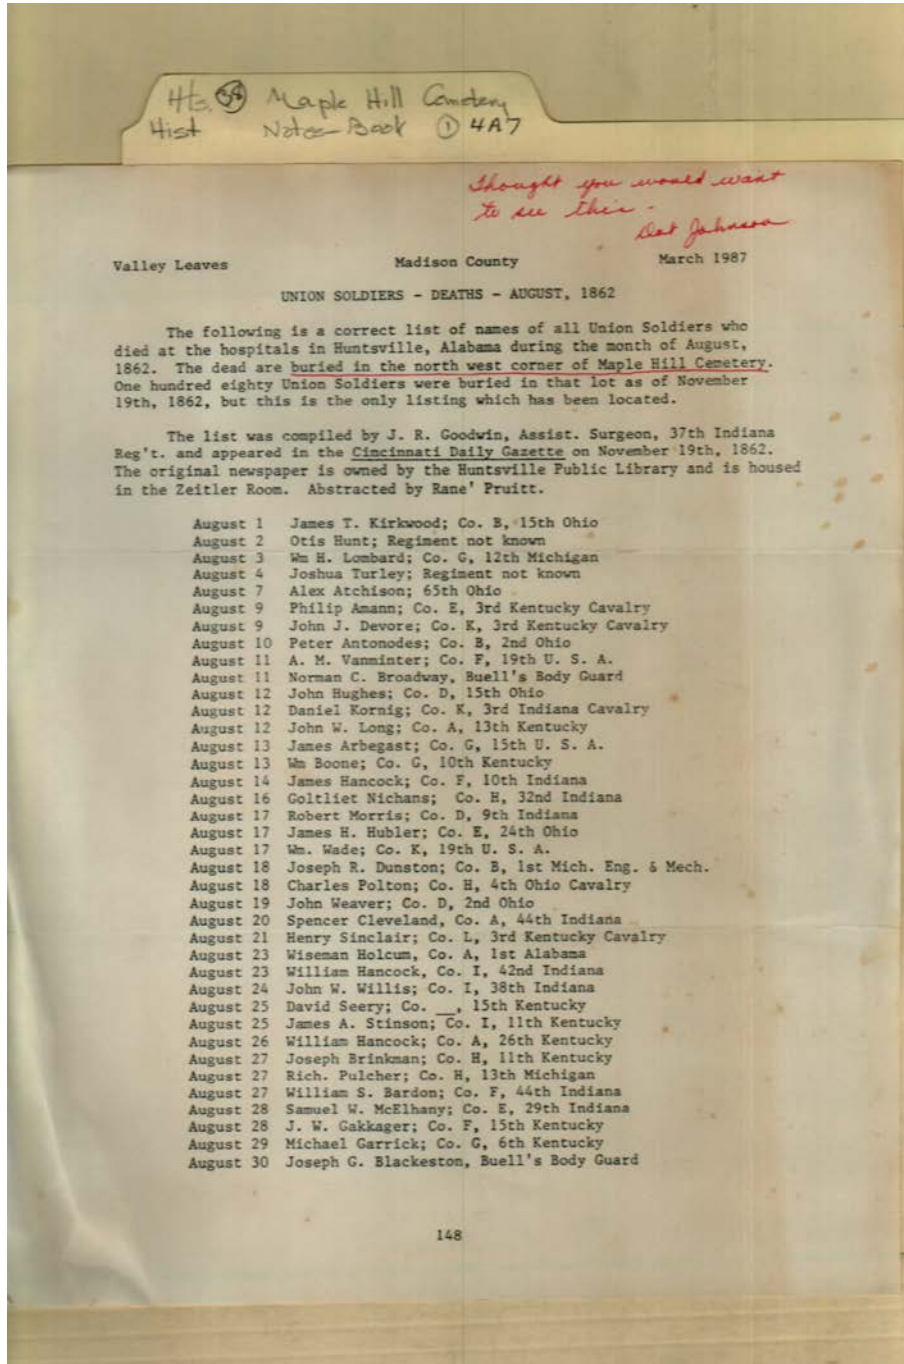 Hts. 38 Maple Hill Cemetery
Hist Notes-Book 1 4A7
Thought you would want
to see this.
Dot Johnson
Valley Leaves Madison County March 1987
UNION SOLDIERS - DEATHS - AUGUST, 1862
The following is a correct list of names of all Union Soldiers who
died at the hospitals in Huntsville, Alabama during the month of August,
1862. The dead are buried in the north west corner of Maple Hill Cemetery.
One hundred eighty Union Soldiers were buried in that lot as of November
19th, 1862, but this is the only listing which has been located.
The list was compiled by J. R. Goodwin, Assist. Surgeon, 37th Indiana
Reg't. and appeared in the Cincinnati Daily Gazette on November 19th, 1862.
The original newspaper is owned by the Huntsville Public Library and is housed
in the Zeitler Room. Abstracted by Rane' Pruitt.
August 1 James T. Kirkwood; Co. B, 15th Ohio
August 2 Otis Hunt; Regiment not known
August 3 Wm H. Lombard; Co. G, 12th Michigan
August 4 Joshua Turley; Regiment not known
August 7 Alex Atchison; 65th Ohio
August 9 Philip Amann; Co. E, 3rd Kentucky Cavalry
August 9 John J. Devore; Co. K, 3rd Kentucky Cavalry
August 10 Peter Antonodes; Co. B, 2nd Ohio
August 11 A. M. Vanminter; Co. F, 19th U. S. A.
August 11 Norman C. Broadway, Buell's Body Guard
August 12 John Hughes; Co. D, 15th Ohio
August 12 Daniel Kornig; Co. K, 3rd Indiana Cavalry
August 12 John W. Long; Co. A, 13th Kentucky
August 13 James Arbegast; Co. G, 15th U. S. A.
August 13 Wm Boone; Co. G, 10th Kentucky
August 14 James Hancock; Co. F, 10th Indiana
August 16 Goltliet Nichans; Co. H, 32nd Indiana
August 17 Robert Morris; Co. D, 9th Indiana
August 17 James H. Hubler; Co. E, 24th Ohio
August 17 Wm. Wade; Co. K, 19th U. S. A.
August 18 Joseph R. Dunston; Co. B, 1st Mich. Eng. & Mech.
August 18 Charles Polton; Co. H, 4th Ohio Cavalry
August 19 John Weaver; Co. D, 2nd Ohio
August 20 Spencer Cleveland, Co. A, 44th Indiana
August 21 Henry Sinclair; Co. L, 3rd Kentucky Cavalry
August 23 Wiseman Holcum, Co. A, 1st Alabama
August 23 William Hancock, Co. I, 42nd Indiana
August 24 John W. Willis; Co. I, 38th Indiana
August 25 David Seery; Co. __, 15th Kentucky
August 25 James A. Stinson; Co. I, 11th Kentucky
August 26 William Hancock; Co. A, 26th Kentucky
August 27 Joseph Brinkman; Co. H, 11th Kentucky
August 27 Rich. Pulcher; Co. H, 13th Michigan
August 27 William S. Bardon; Co. F, 44th Indiana
August 28 Samuel W. McElhany; Co. E, 29th Indiana
August 28 J. W. Gakkager; Co. F, 15th Kentucky
August 29 Michael Garrick; Co. G, 6th Kentucky
August 30 Joseph G. Blackeston, Buell's Body Guard
148